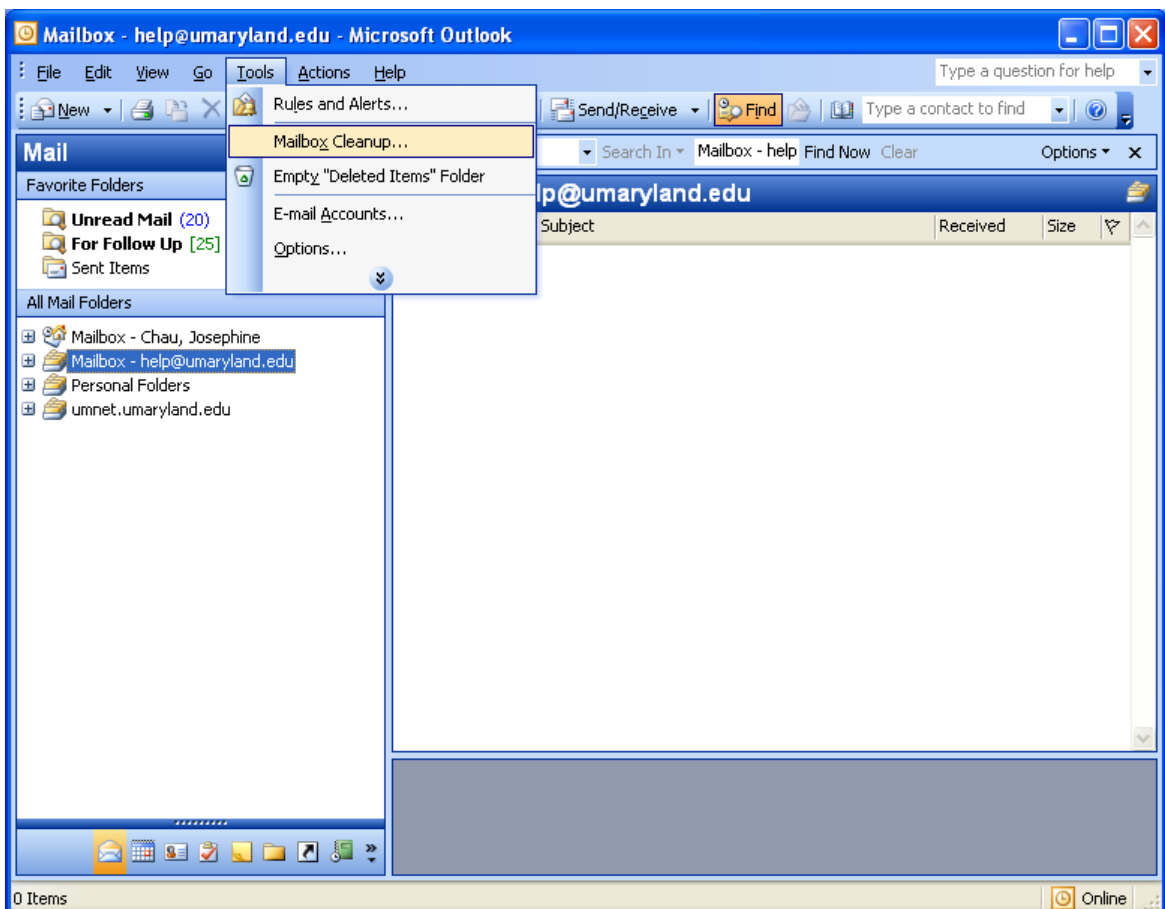 Mailbox - help@umaryland.edu - Microsoft Outlook
File Edit View Go Tools Actions Help Type a question for help
New Send/Receive Find Type a contact to find
Rules and Alerts...
Mailbox Cleanup...
Empty "Deleted Items" Folder
E-mail Accounts...
Options...
Mail
Search In Mailbox - help Find Now Clear Options
Favorite Folders
lp@umaryland.edu
Unread Mail (20)
Subject Received Size
For Follow Up [25]
Sent Items
All Mail Folders
Mailbox - Chau, Josephine
Mailbox - help@umaryland.edu
Personal Folders
umnet.umaryland.edu
0 Items Online